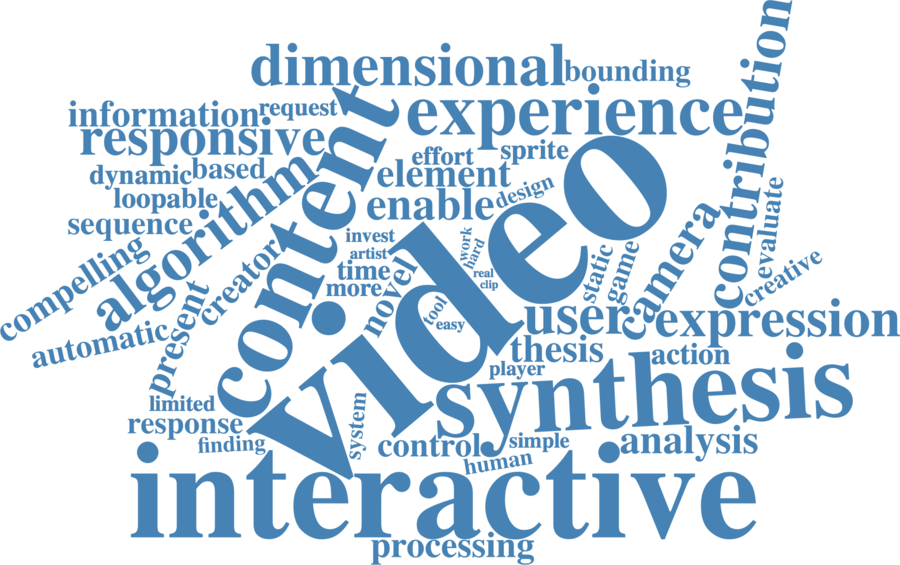 dimensional
bounding
contribution
information
request
experience
responsive
content
effort
sprite
dynamic
based
element
algorithm
design
loopable
enable
video
sequence
invest
work
hard
camera
evaluate
compelling
creator
artist
time
more
novel
real
clip
static
game
creative
automatic
present
tool
easy
user
expression
thesis
action
player
synthesis
limited
response
finding
system
control
simple
human
analysis
interactive
processing